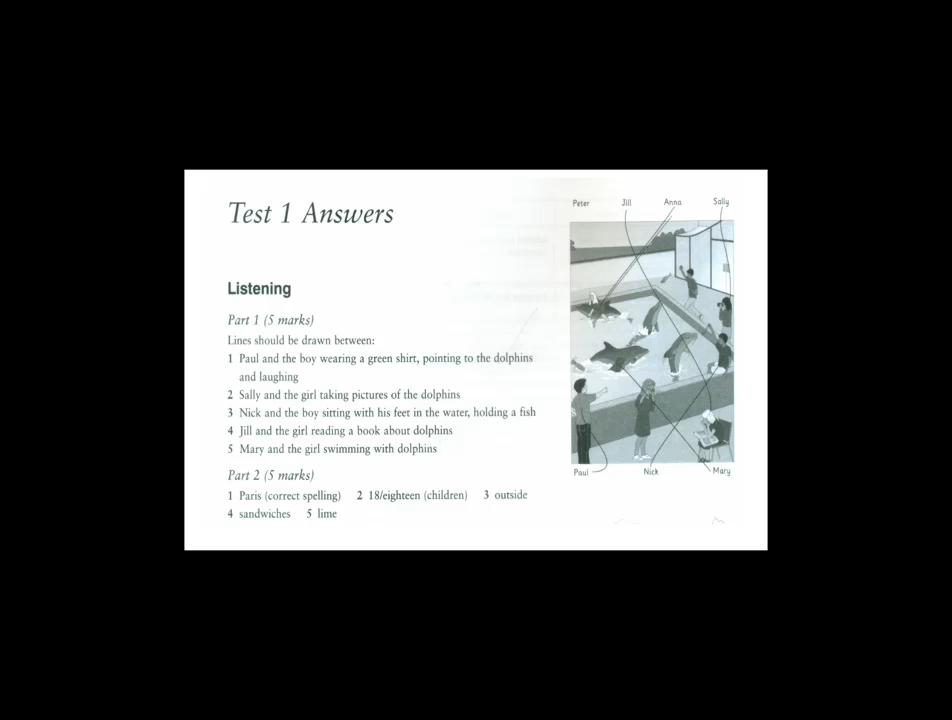 Test 1 Answers
Listening
Part 1 (5 marks)
Lines should be drawn between:
1 Paul and the boy wearing a green shirt, pointing to the dolphins
and laughing
2 Sally and the girl taking pictures of the dolphins
3 Nick and the boy sitting with his feet in the water, holding a fish
4 Jill and the girl reading a book about dolphins
5 Mary and the girl swimming with dolphins
Part 2 (5 marks)
1 Paris (correct spelling) 2 18/eighteen (children) 3 outside
4 sandwiches 5 lime
Peter Jill Anna Sally
Paul Nick Mary